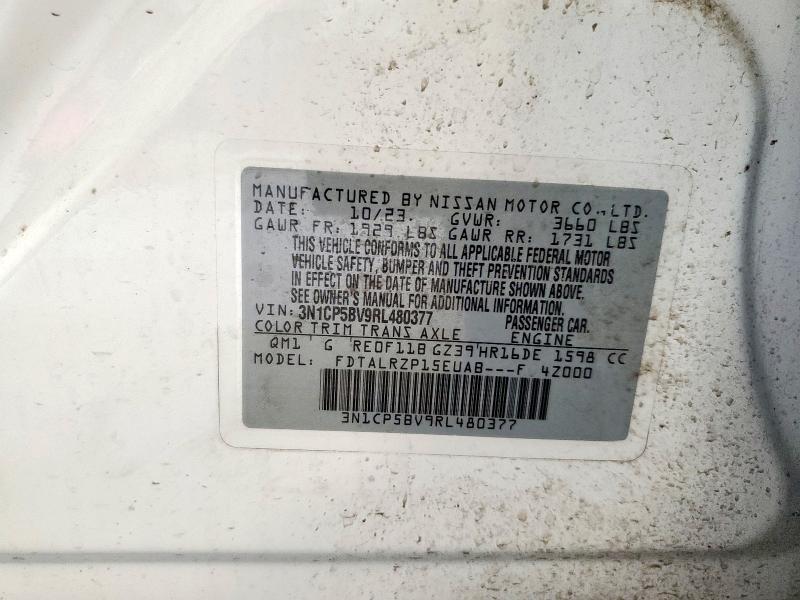 MANUFACTURED BY NISSAN MOTOR CO., LTD.
DATE: 10/23. GVWR: 3660 LBS
GAWR FR: 1929 LBS GAWR RR: 1731 LBS
THIS VEHICLE CONFORMS TO ALL APPLICABLE FEDERAL MOTOR
VEHICLE SAFETY, BUMPER AND THEFT PREVENTION STANDARDS
IN EFFECT ON THE DATE OF MANUFACTURE SHOWN ABOVE.
SEE OWNER'S MANUAL FOR ADDITIONAL INFORMATION.
VIN: 3N1CP5BV9RL480377 PASSENGER CAR.
COLOR TRIM TRANS AXLE ENGINE
QM1 ' G 'RE0F11B GZ39'HR16DE 1598 CC
MODEL: FDTALRZP15EUAB---F 4Z000
3N1CP5BV9RL480377